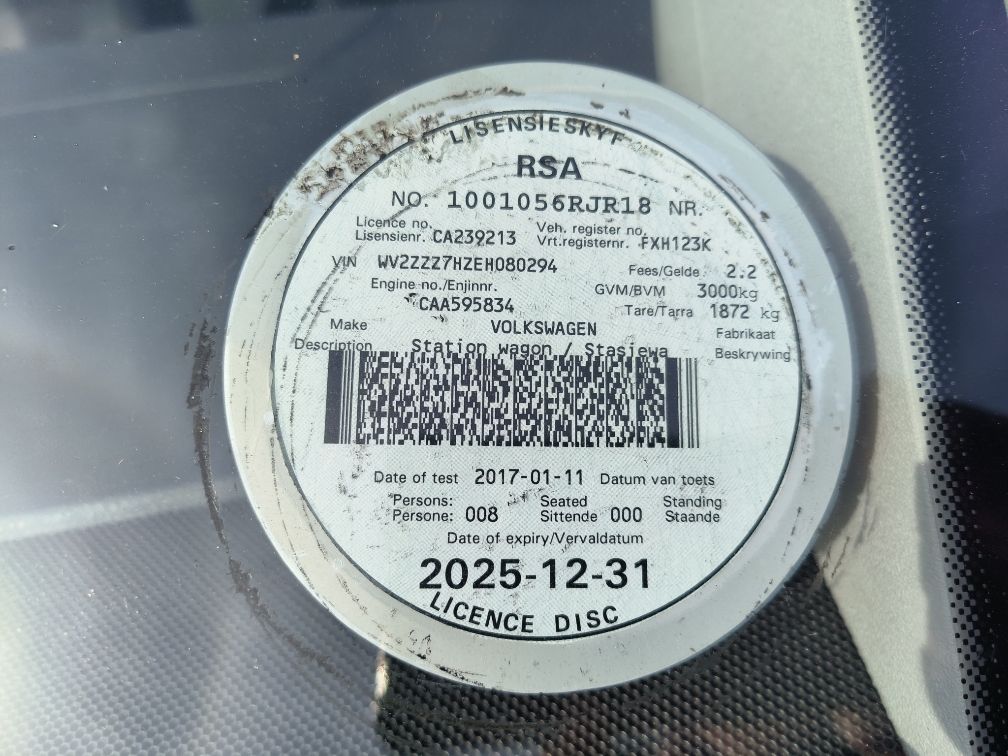 LISENSIESKYF
RSA
NO. 1001056RJR18 NR.
Licence no. Veh. register no.
Lisensienr. CA239213 Vrt.registernr. FXH123K
VIN WV2ZZZ7HZEH080294 Fees/Gelde 2.2
Engine no./Enjinnr. GVM/BVM 3000kg
CAA595834 Tare/Tarra 1872 kg
Make VOLKSWAGEN Fabrikaat
Description Station wagon / Stasiewa Beskrywing
Date of test 2017-01-11 Datum van toets
Persons: Seated Standing
Persone: 008 Sittende 000 Staande
Date of expiry/Vervaldatum
2025-12-31
LICENCE DISC